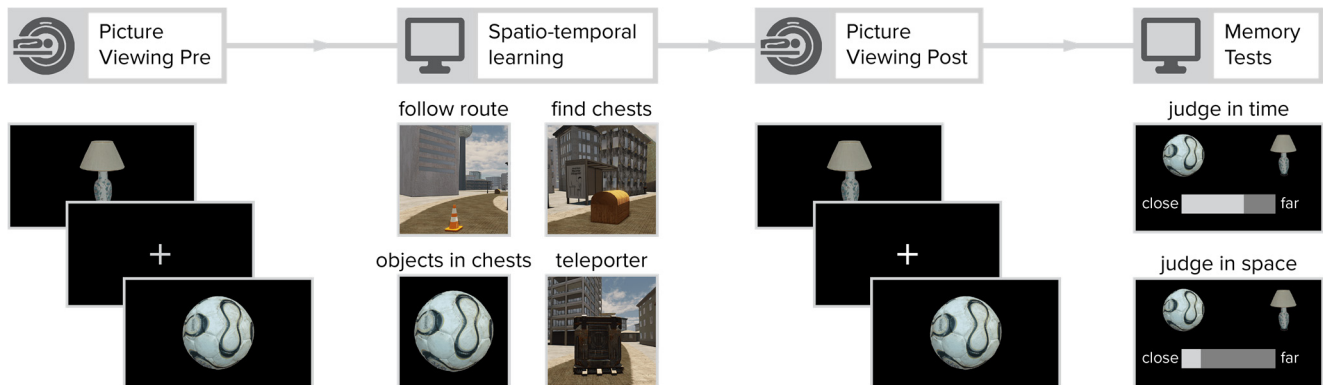 Picture
Viewing Pre
Spatio-temporal
learning
Picture
Viewing Post
Memory
Tests
follow route
find chests
objects in chests
teleporter
judge in time
close
far
judge in space
close
far